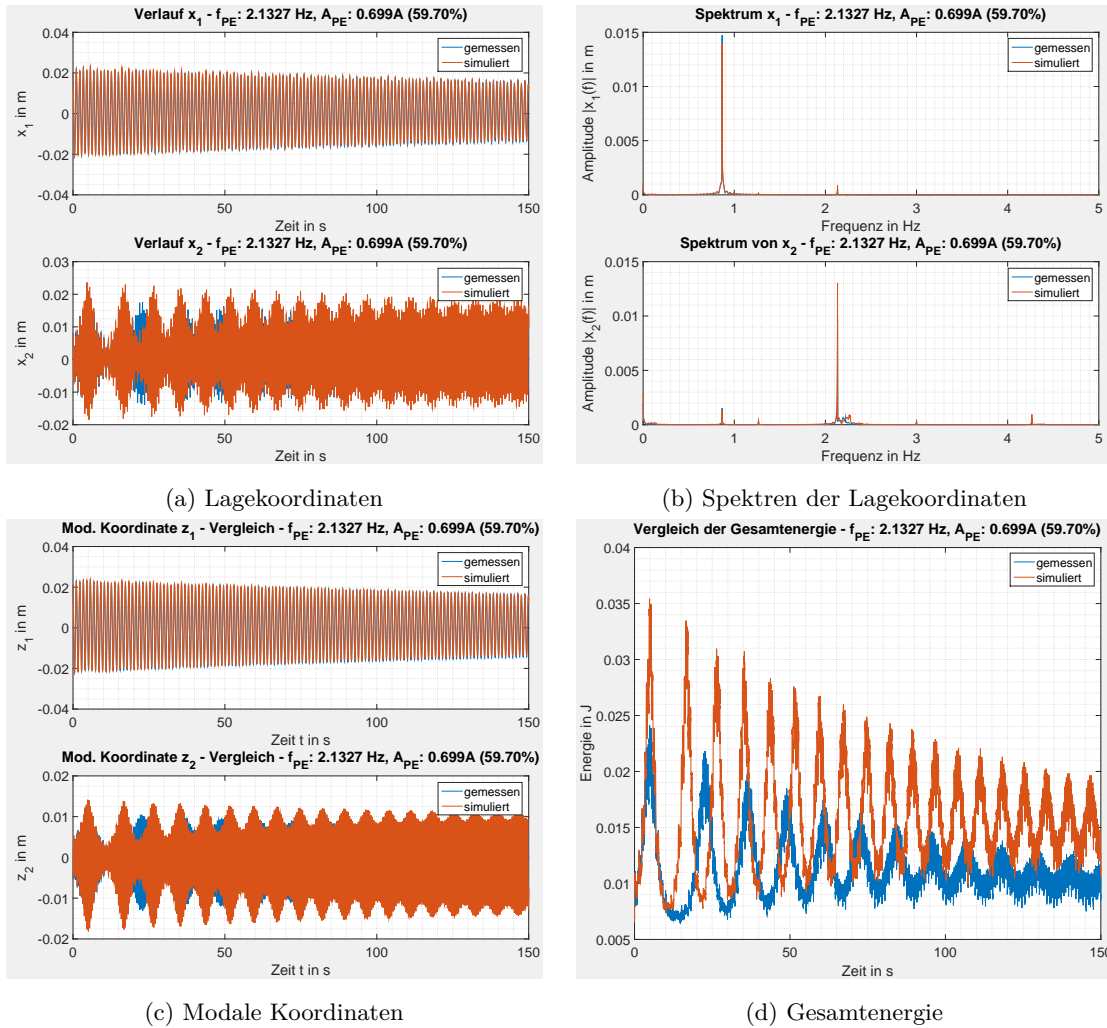 Verlauf x1 - fPE: 2.1327 Hz, APE: 0.699A (59.70%)
0.04
0.02
0
-0.02
-0.04
x1 in m
gemessen
simuliert
0 50 100 150
Zeit in s
Verlauf x2 - fPE: 2.1327 Hz, APE: 0.699A (59.70%)
0.03
0.02
0.01
0
-0.01
-0.02
x2 in m
gemessen
simuliert
0 50 100 150
Zeit in s
(a) Lagekoordinaten
Spektrum x1 - fPE: 2.1327 Hz, APE: 0.699A (59.70%)
0.015
0.01
0.005
0
Amplitude |x1(f)| in m
gemessen
simuliert
0 1 2 3 4 5
Frequenz in Hz
Spektrum von x2 - fPE: 2.1327 Hz, APE: 0.699A (59.70%)
0.015
0.01
0.005
0
Amplitude |x2(f)| in m
gemessen
simuliert
0 1 2 3 4 5
Frequenz in Hz
(b) Spektren der Lagekoordinaten
Mod. Koordinate z1 - Vergleich - fPE: 2.1327 Hz, APE: 0.699A (59.70%)
0.04
0.02
0
-0.02
-0.04
z1 in m
gemessen
simuliert
0 50 100 150
Zeit t in s
Mod. Koordinate z2 - Vergleich - fPE: 2.1327 Hz, APE: 0.699A (59.70%)
0.02
0.01
0
-0.01
-0.02
z2 in m
gemessen
simuliert
0 50 100 150
Zeit t in s
(c) Modale Koordinaten
Vergleich der Gesamtenergie - fPE: 2.1327 Hz, APE: 0.699A (59.70%)
0.04
0.035
0.03
0.025
0.02
0.015
0.01
0.005
Energie in J
gemessen
simuliert
0 50 100 150
Zeit in s
(d) Gesamtenergie